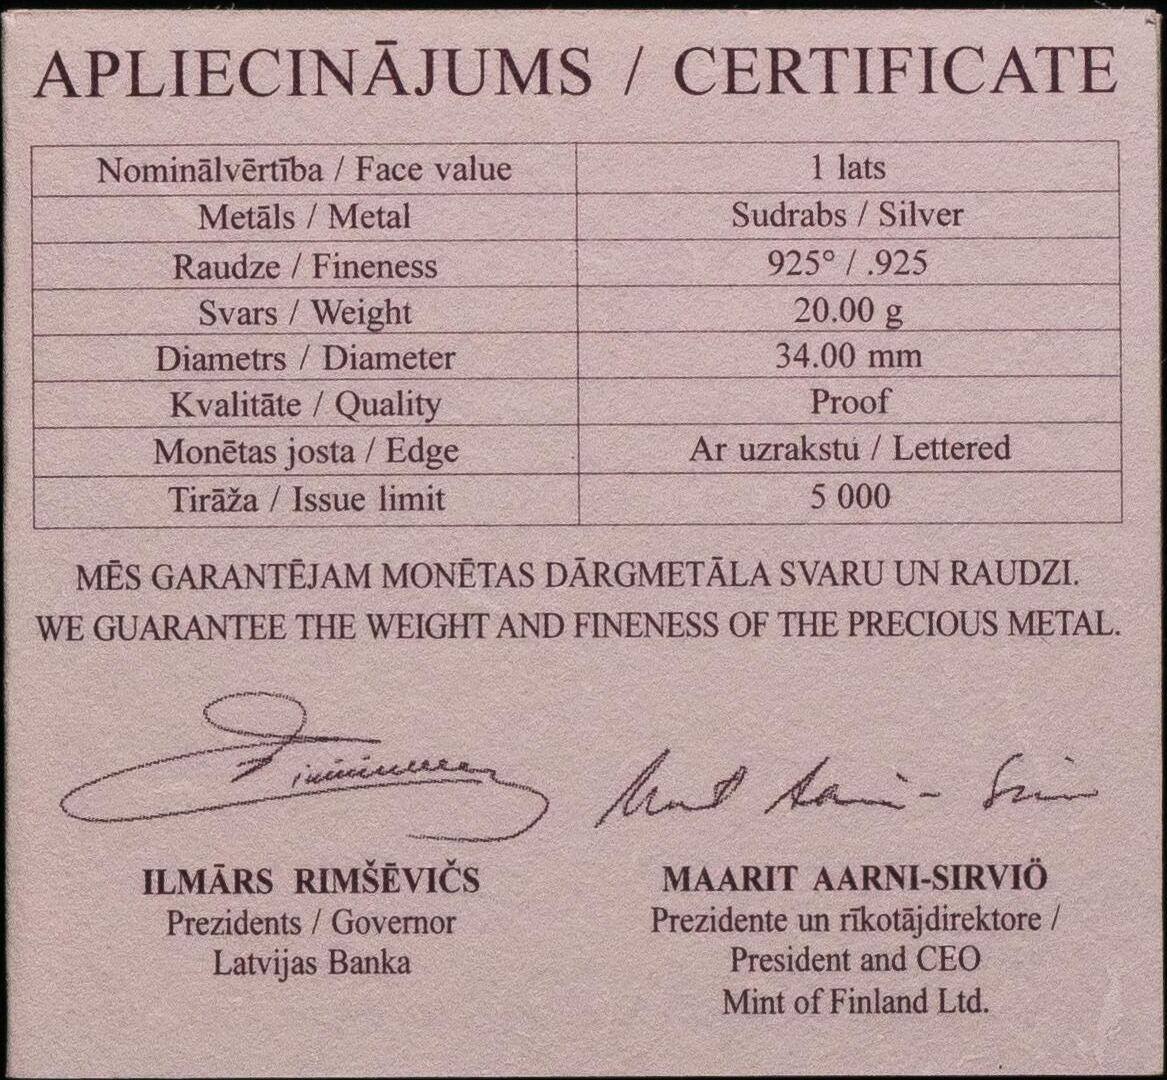 APLIECINĀJUMS / CERTIFICATE
Nominālvērtība / Face value 1 lats
Metāls / Metal Sudrabs / Silver
Raudze / Fineness 925° / .925
Svars / Weight 20.00 g
Diametrs / Diameter 34.00 mm
Kvalitāte / Quality Proof
Monētas josta / Edge Ar uzrakstu / Lettered
Tirāža / Issue limit 5 000
MĒS GARANTĒJAM MONĒTAS DĀRGMETĀLA SVARU UN RAUDZI.
WE GUARANTEE THE WEIGHT AND FINENESS OF THE PRECIOUS METAL.
ILMĀRS RIMŠĒVIČS
Prezidents / Governor
Latvijas Banka
MAARIT AARNI-SIRVIÖ
Prezidente un rīkotājdirektore /
President and CEO
Mint of Finland Ltd.